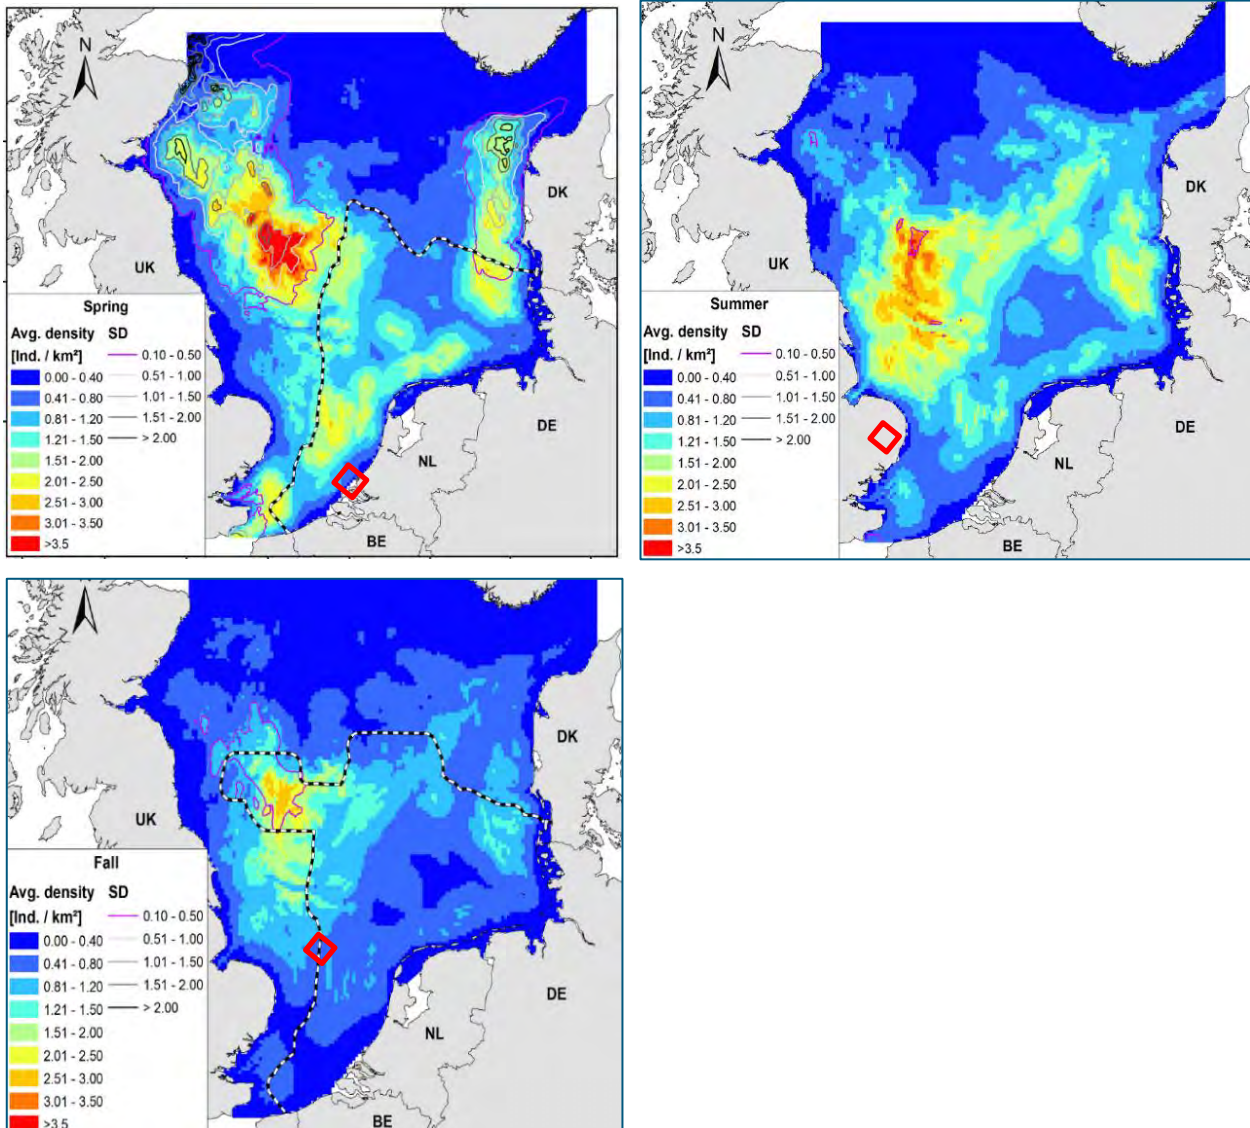 N
DK
UK
DE
NL
BE
Spring
Avg. density SD
[Ind. / km²]
0.10 - 0.50
0.00 - 0.40
0.51 - 1.00
0.41 - 0.80
1.01 - 1.50
0.81 - 1.20
1.51 - 2.00
1.21 - 1.50
> 2.00
1.51 - 2.00
2.01 - 2.50
2.51 - 3.00
3.01 - 3.50
>3.5
N
DK
UK
DE
NL
BE
Summer
Avg. density SD
[Ind. / km²]
0.10 - 0.50
0.00 - 0.40
0.51 - 1.00
0.41 - 0.80
1.01 - 1.50
0.81 - 1.20
1.51 - 2.00
1.21 - 1.50
> 2.00
1.51 - 2.00
2.01 - 2.50
2.51 - 3.00
3.01 - 3.50
>3.5
N
DK
UK
DE
NL
BE
Fall
Avg. density SD
[Ind. / km²]
0.10 - 0.50
0.00 - 0.40
0.51 - 1.00
0.41 - 0.80
1.01 - 1.50
0.81 - 1.20
1.51 - 2.00
1.21 - 1.50
> 2.00
1.51 - 2.00
2.01 - 2.50
2.51 - 3.00
3.01 - 3.50
>3.5